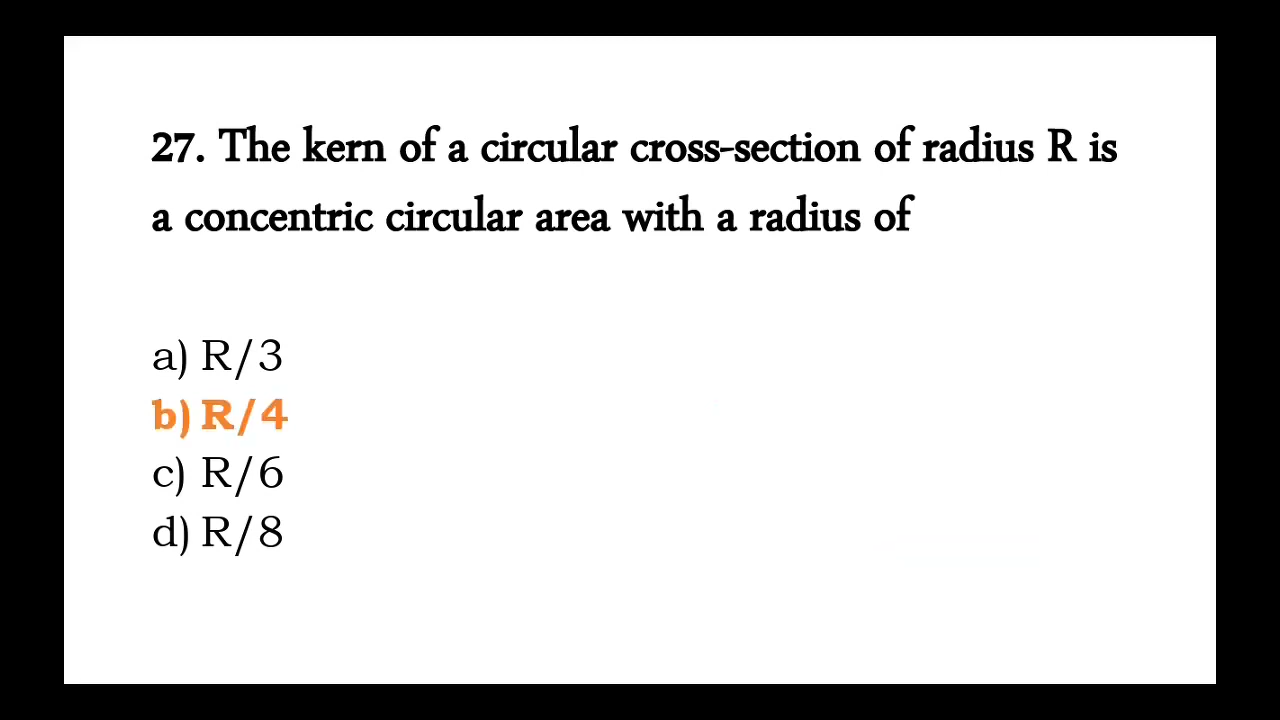 27. The kern of a circular cross-section of radius R is
a concentric circular area with a radius of
a) R/3
b) R/4
c) R/6
d) R/8